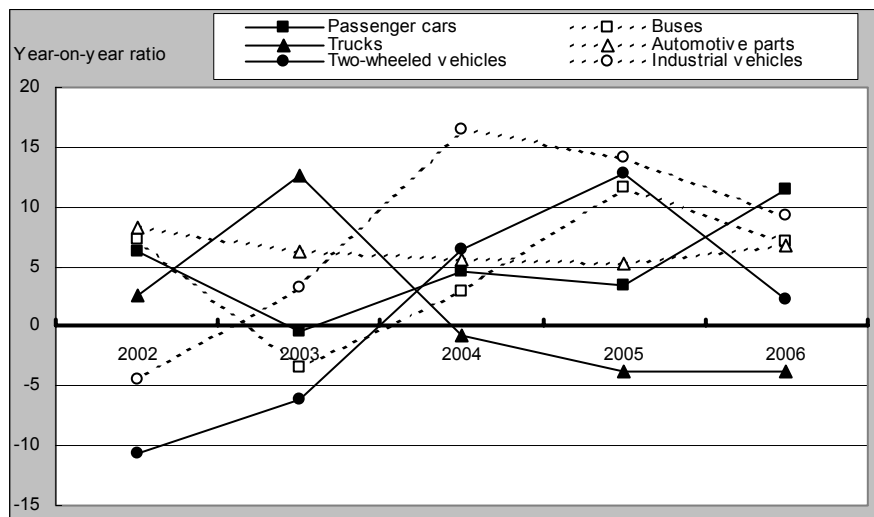 Passenger cars
Buses
Trucks
Automotive parts
Two-wheeled vehicles
Industrial vehicles
Year-on-year ratio
20
15
10
5
0
2002 2003 2004 2005 2006
-5
-10
-15